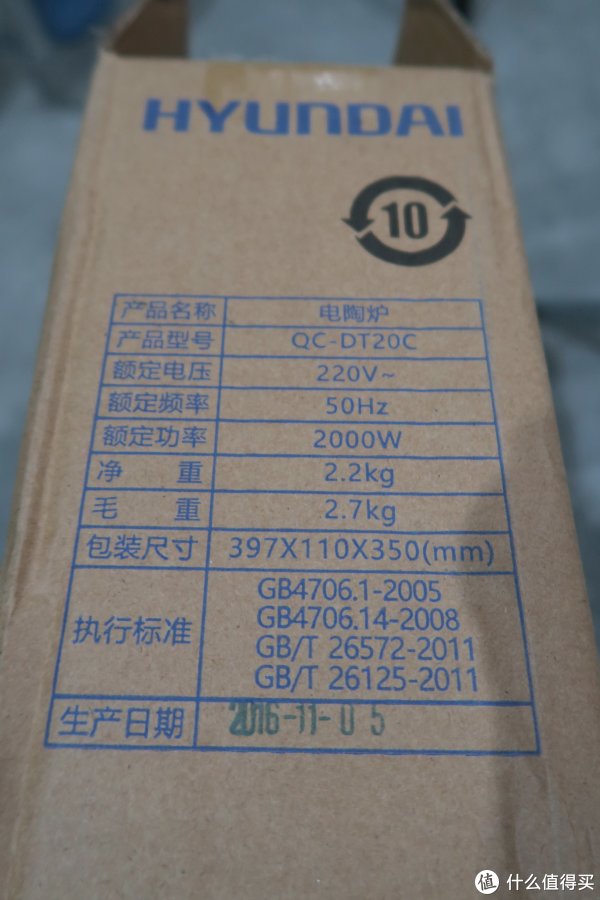 HYUNDAI
10
产品名称 电陶炉
产品型号 QC-DT20C
额定电压 220V~
额定频率 50Hz
额定功率 2000W
净 重 2.2kg
毛 重 2.7kg
包装尺寸 397X110X350(mm)
执行标准 GB4706.1-2005
GB4706.14-2008
GB/T 26572-2011
GB/T 26125-2011
生产日期 2016-11-05
值 什么值得买